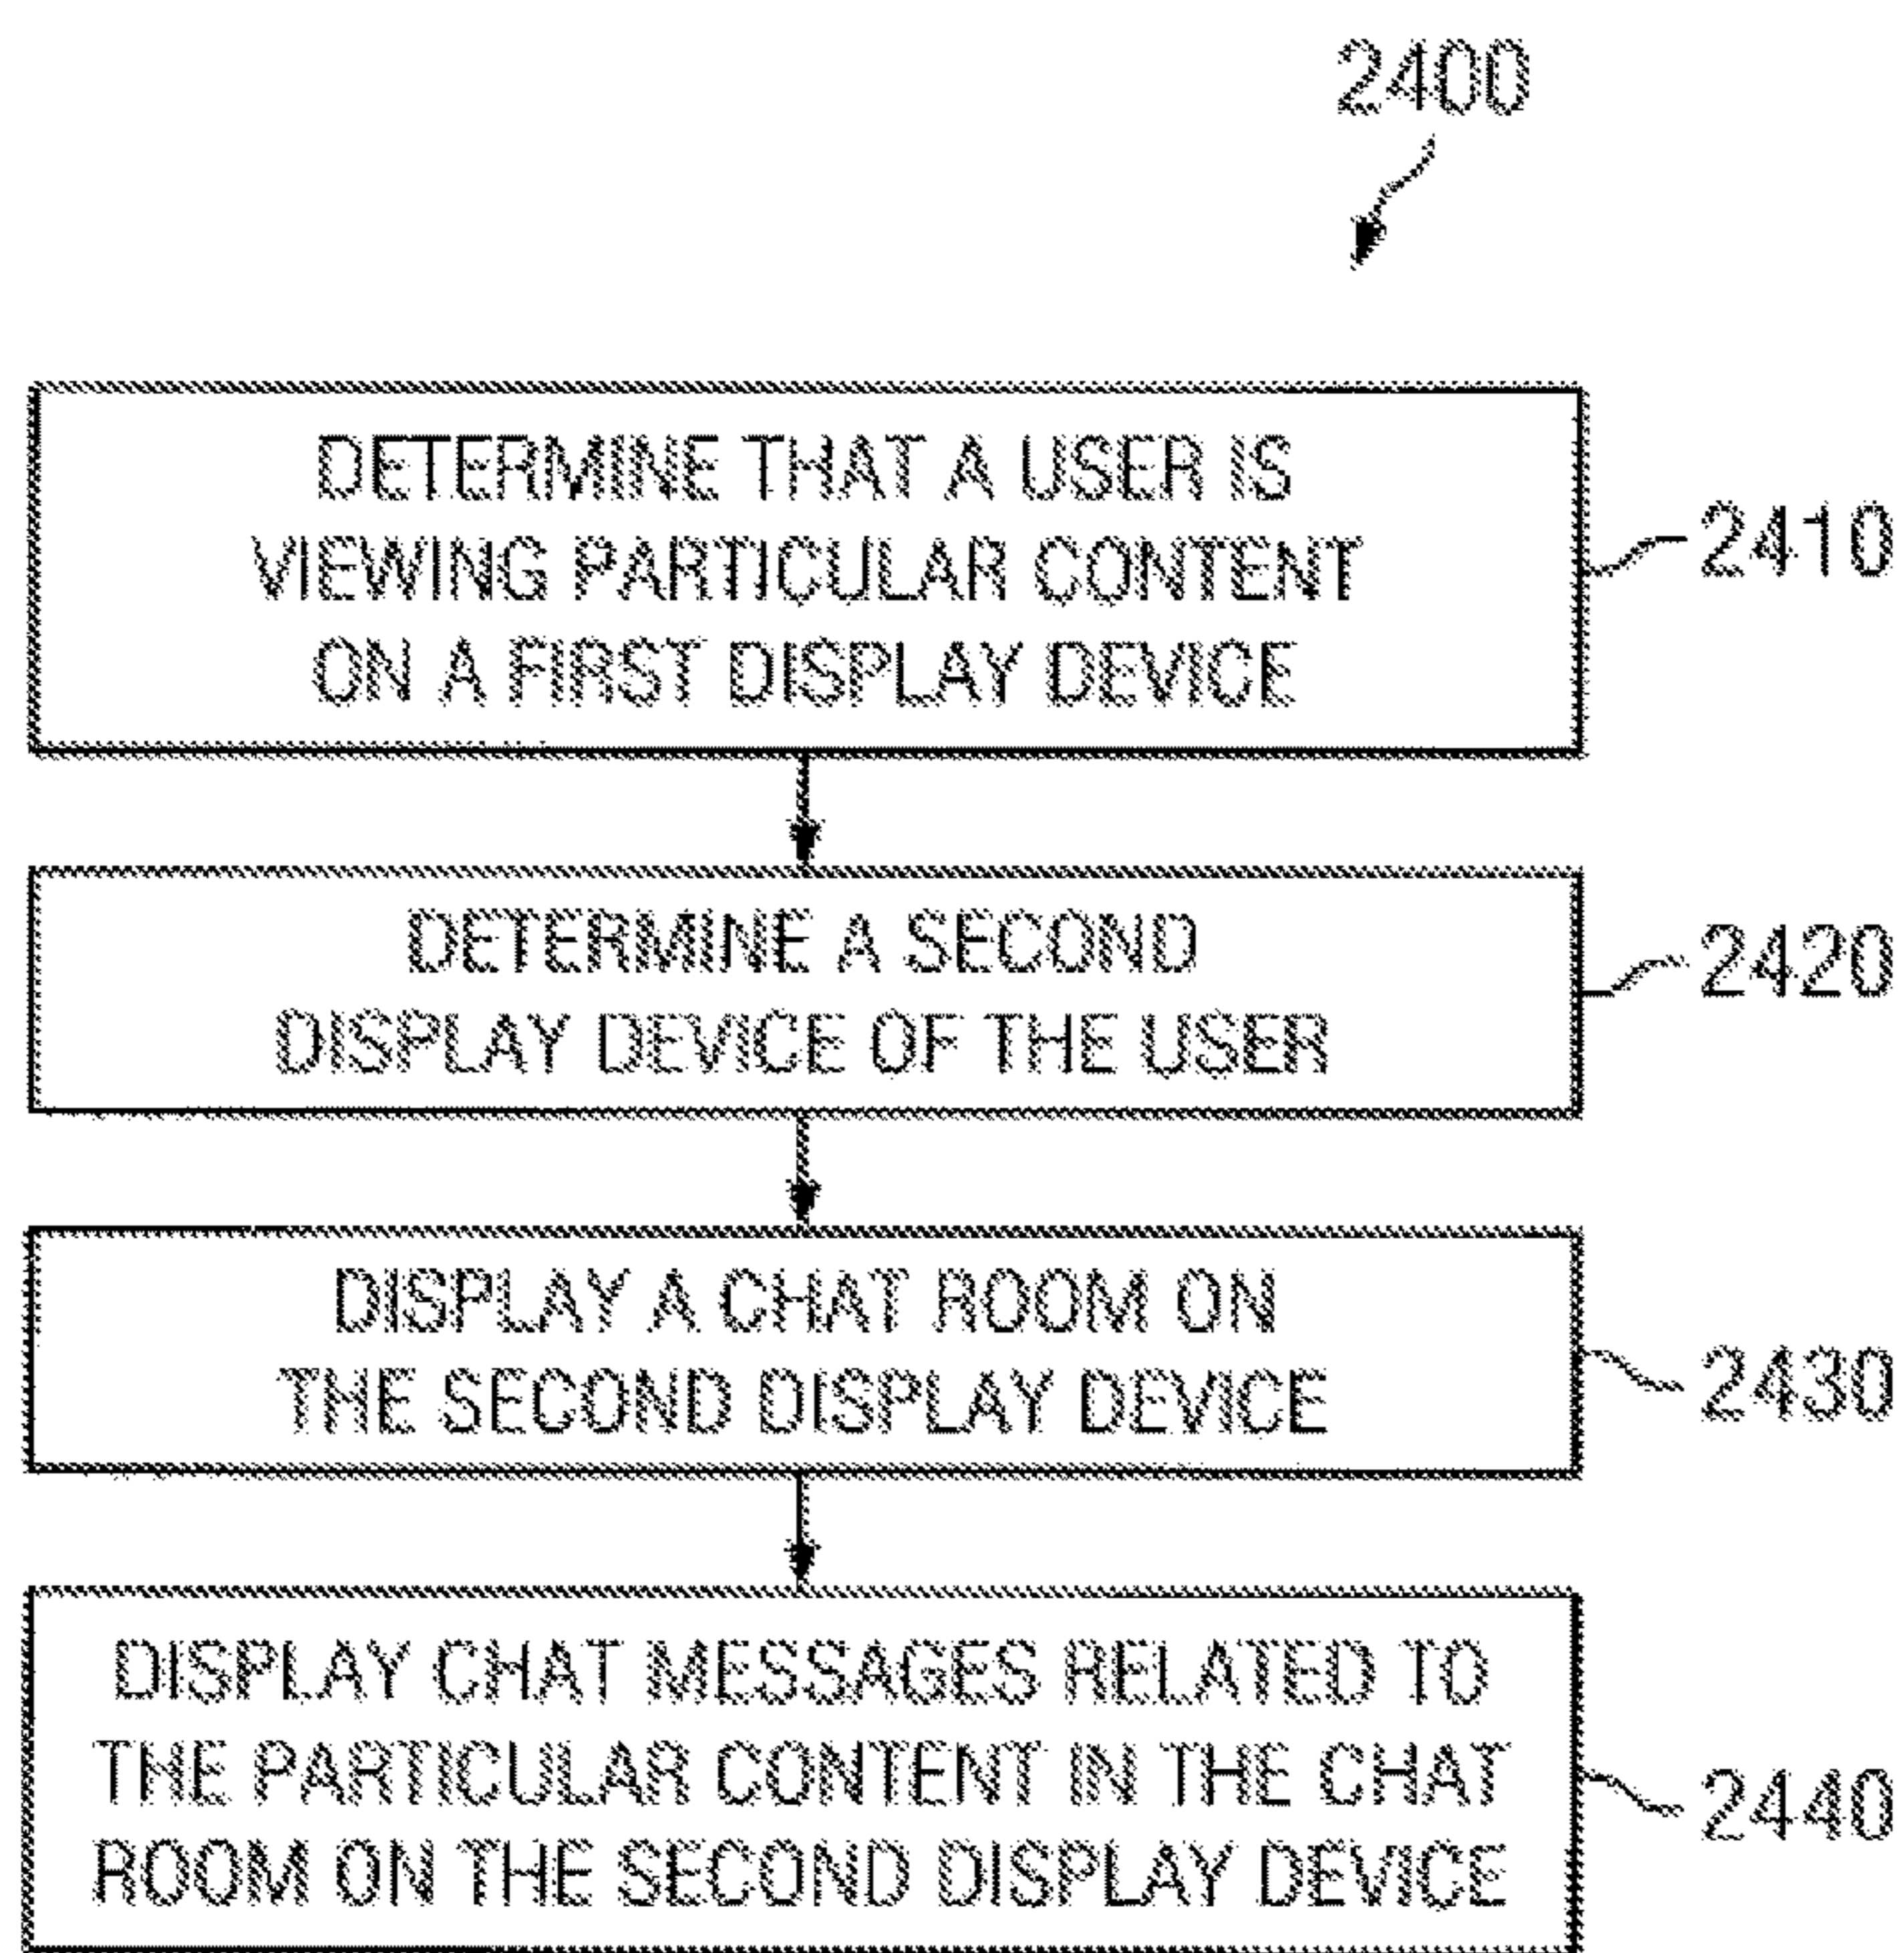 2400
DETERMINE THAT A USER IS
VIEWING PARTICULAR CONTENT
ON A FIRST DISPLAY DEVICE
2410
DETERMINE A SECOND
DISPLAY DEVICE OF THE USER
2420
DISPLAY A CHAT ROOM ON
THE SECOND DISPLAY DEVICE
2430
DISPLAY CHAT MESSAGES RELATED TO
THE PARTICULAR CONTENT IN THE CHAT
ROOM ON THE SECOND DISPLAY DEVICE
2440